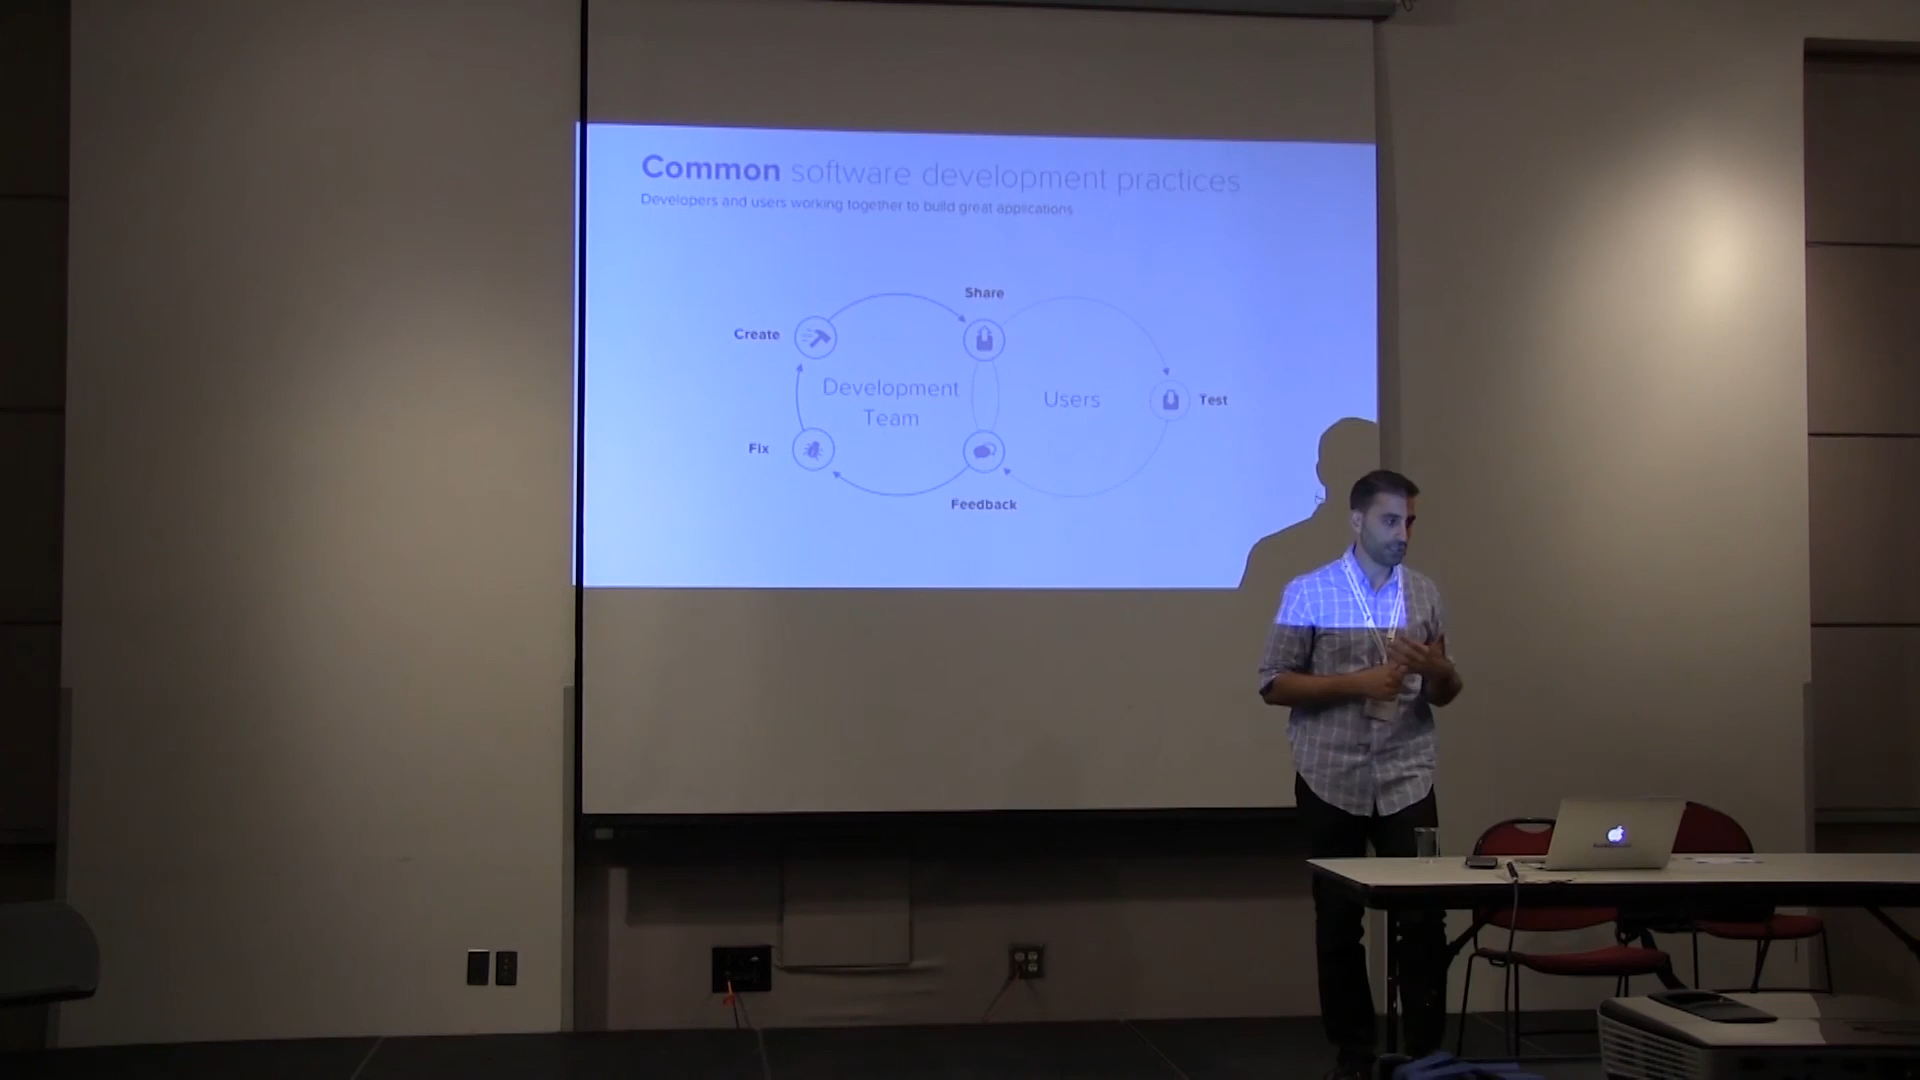 Common software development practices
Developers and users working together to build great applications
Share
Create
Development
Team
Users
Test
Fix
Feedback